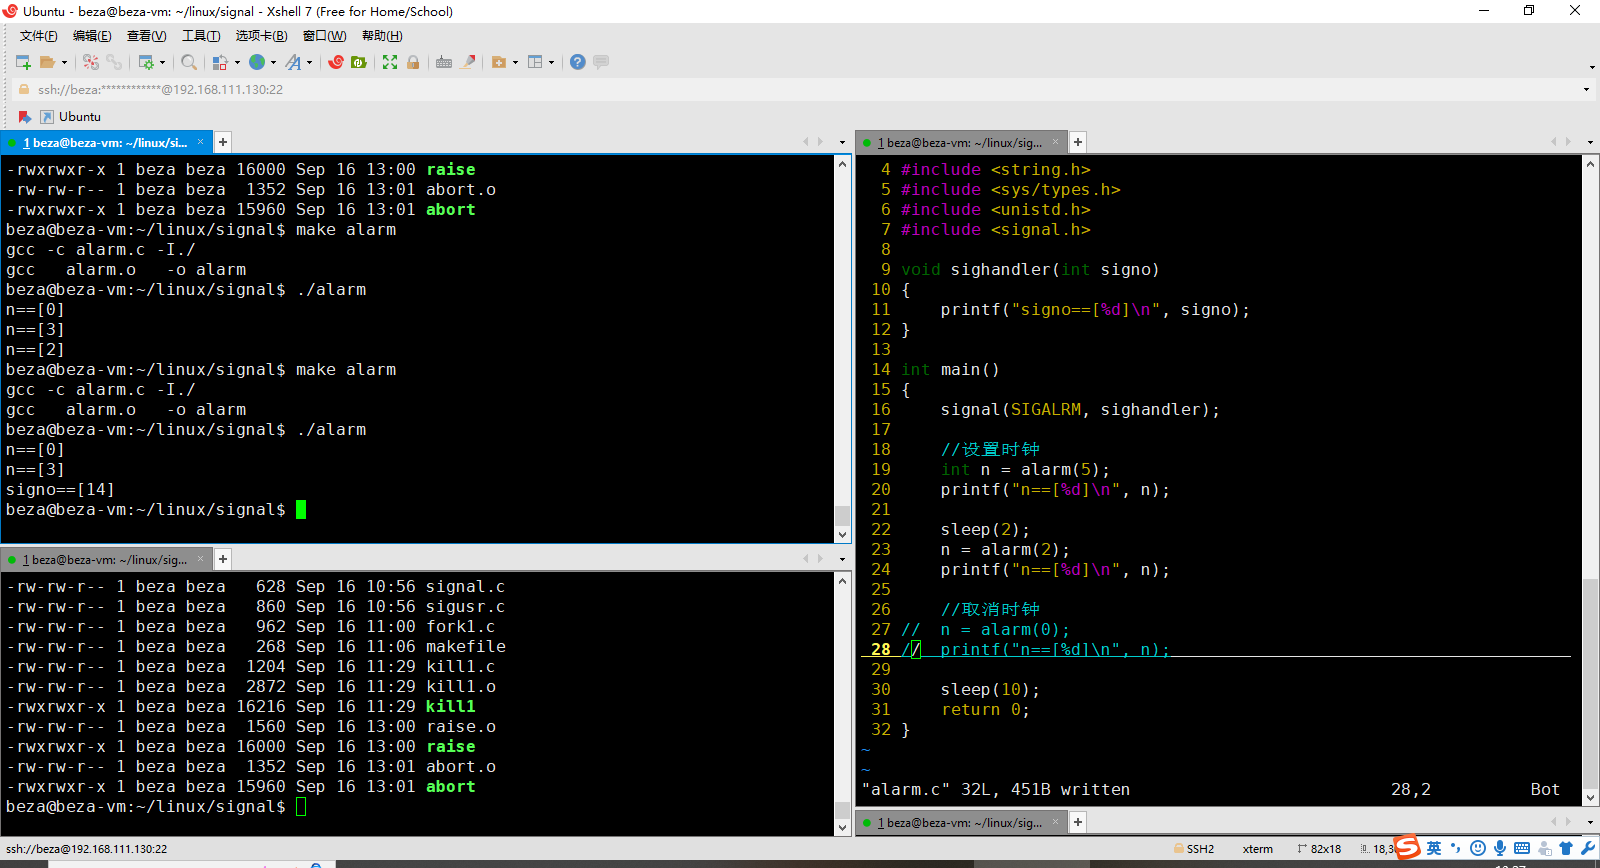 Ubuntu - beza@beza-vm: ~/linux/signal - Xshell 7 (Free for Home/School)
文件(F) 编辑(E) 查看(V) 工具(T) 选项卡(B) 窗口(W) 帮助(H)
ssh://beza:************@192.168.111.130:22
Ubuntu
1 beza@beza-vm: ~/linux/si...
-rwxrwxr-x 1 beza beza 16000 Sep 16 13:00 raise
-rw-rw-r-- 1 beza beza  1352 Sep 16 13:01 abort.o
-rwxrwxr-x 1 beza beza 15960 Sep 16 13:01 abort
beza@beza-vm:~/linux/signal$ make alarm
gcc -c alarm.c -I./
gcc   alarm.o   -o alarm
beza@beza-vm:~/linux/signal$ ./alarm
n==[0]
n==[3]
n==[2]
beza@beza-vm:~/linux/signal$ make alarm
gcc -c alarm.c -I./
gcc   alarm.o   -o alarm
beza@beza-vm:~/linux/signal$ ./alarm
n==[0]
n==[3]
signo==[14]
beza@beza-vm:~/linux/signal$
1 beza@beza-vm: ~/linux/sig...
-rw-rw-r-- 1 beza beza   628 Sep 16 10:56 signal.c
-rw-rw-r-- 1 beza beza   860 Sep 16 10:56 sigusr.c
-rw-rw-r-- 1 beza beza   962 Sep 16 11:00 fork1.c
-rw-rw-r-- 1 beza beza   268 Sep 16 11:06 makefile
-rw-rw-r-- 1 beza beza  1204 Sep 16 11:29 kill1.c
-rw-rw-r-- 1 beza beza  2872 Sep 16 11:29 kill1.o
-rwxrwxr-x 1 beza beza 16216 Sep 16 11:29 kill1
-rw-rw-r-- 1 beza beza  1560 Sep 16 13:00 raise.o
-rwxrwxr-x 1 beza beza 16000 Sep 16 13:00 raise
-rw-rw-r-- 1 beza beza  1352 Sep 16 13:01 abort.o
-rwxrwxr-x 1 beza beza 15960 Sep 16 13:01 abort
beza@beza-vm:~/linux/signal$
1 beza@beza-vm: ~/linux/sig...
4 #include <string.h>
5 #include <sys/types.h>
6 #include <unistd.h>
7 #include <signal.h>
8
9 void sighandler(int signo)
10 {
11     printf("signo==[%d]\n", signo);
12 }
13
14 int main()
15 {
16     signal(SIGALRM, sighandler);
17
18     //设置时钟
19     int n = alarm(5);
20     printf("n==[%d]\n", n);
21
22     sleep(2);
23     n = alarm(2);
24     printf("n==[%d]\n", n);
25
26     //取消时钟
27 //  n = alarm(0);
28 //  printf("n==[%d]\n", n);
29
30     sleep(10);
31     return 0;
32 }
~
~
"alarm.c" 32L, 451B written 28,2 Bot
1 beza@beza-vm: ~/linux/sig...
ssh://beza@192.168.111.130:22 SSH2 xterm 82x18 英